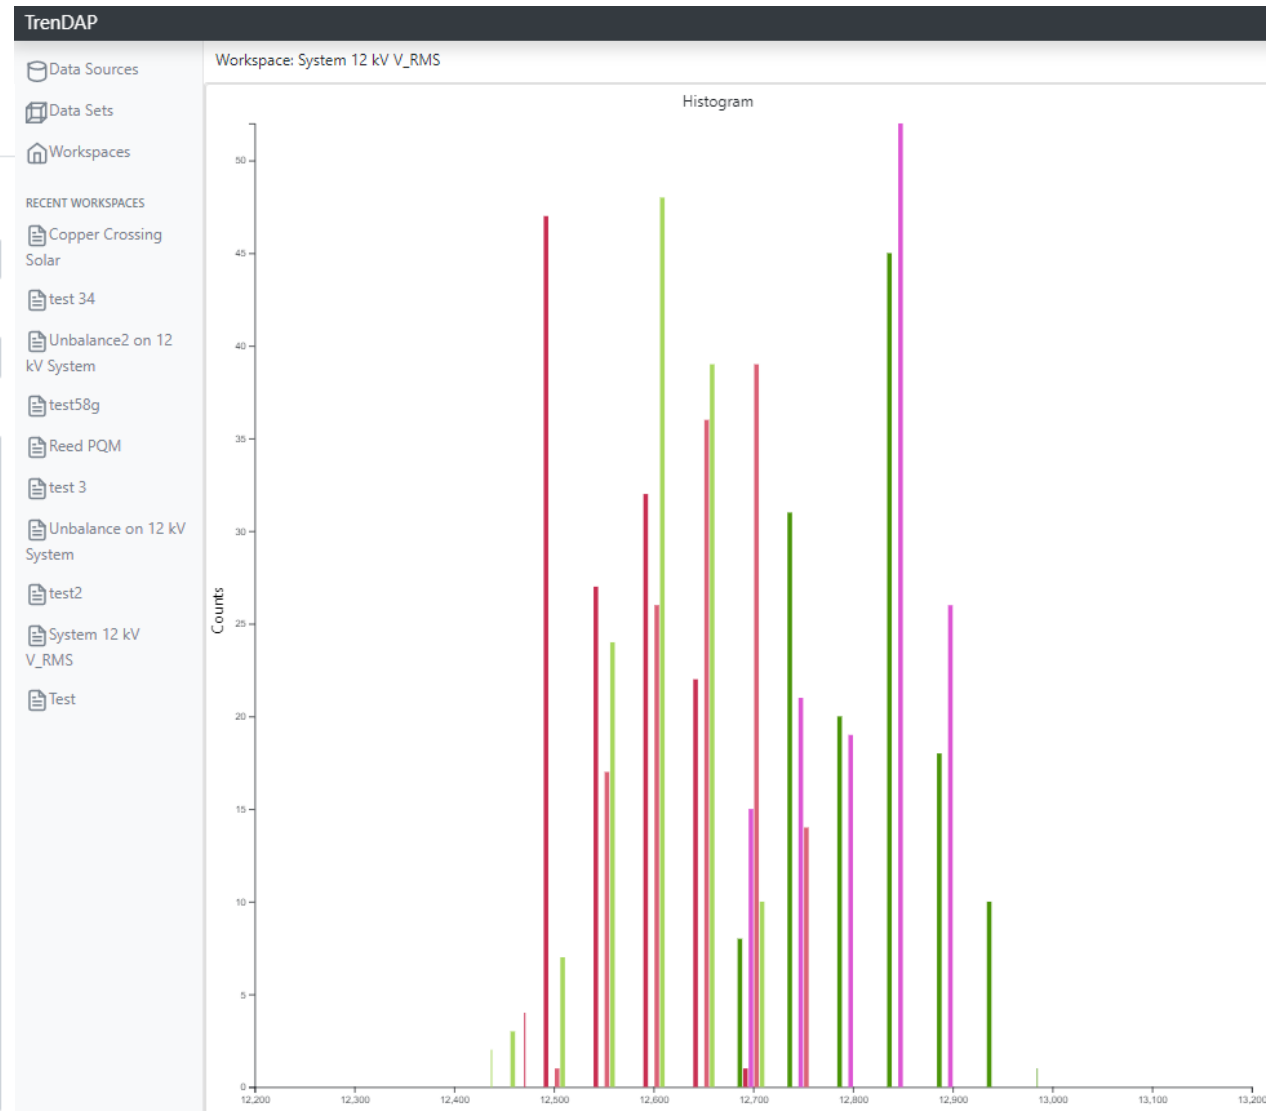 TrenDAP
Data Sources
Data Sets
Workspaces
RECENT WORKSPACES
Copper Crossing
Solar
test 34
Unbalance2 on 12
kV System
test58g
Reed PQM
test 3
Unbalance on 12 kV
System
test2
System 12 kV
V_RMS
Test
Workspace: System 12 kV V_RMS
Histogram
Counts
50
45
40
35
30
25
20
15
10
5
0
12,200 12,300 12,400 12,500 12,600 12,700 12,800 12,900 13,000 13,100 13,200